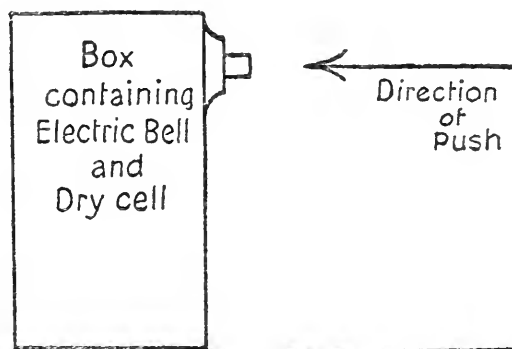 Box
containing
Electric Bell
and
Dry cell
Direction
of
Push